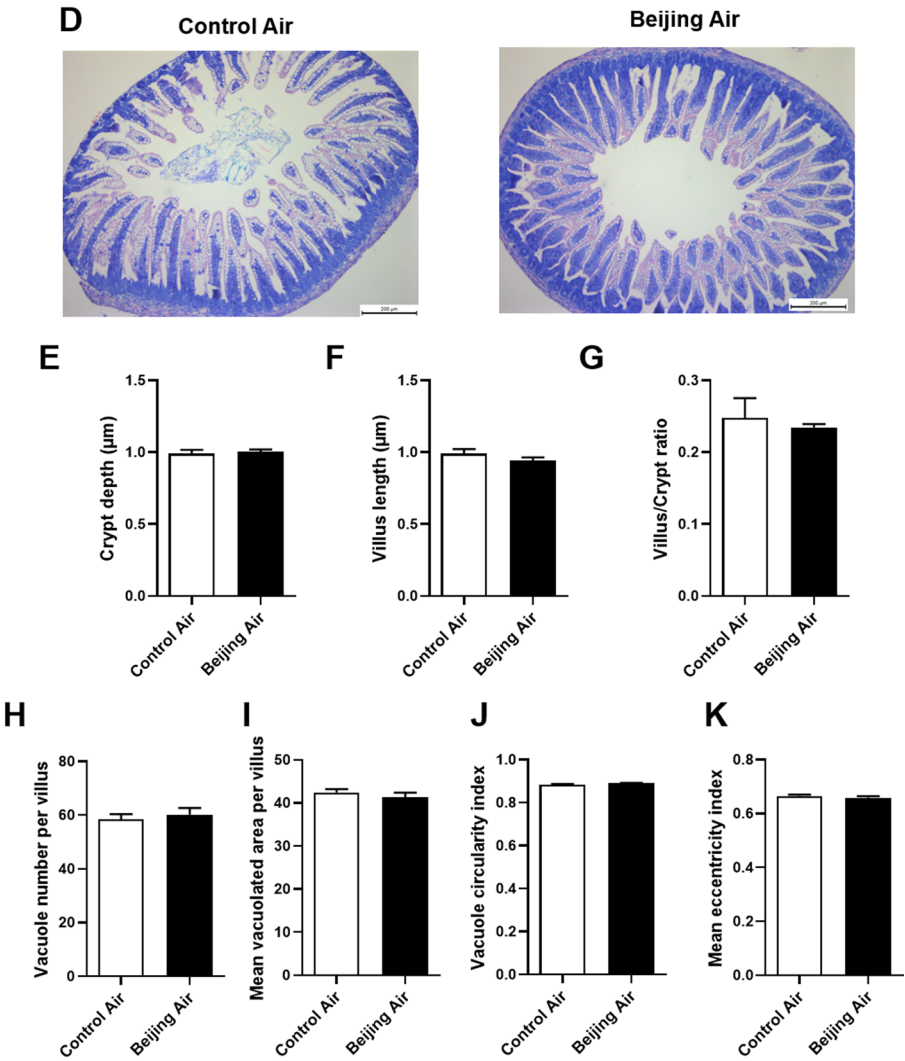 D
Control Air
Beijing Air
200 µm
200 µm
E
F
G
Crypt depth (µm)
1.5
1.0
0.5
0.0
Control Air
Beijing Air
Villus length (µm)
1.5
1.0
0.5
0.0
Control Air
Beijing Air
Villus/Crypt ratio
0.3
0.2
0.1
0.0
Control Air
Beijing Air
H
I
J
K
Vacuole number per villus
80
60
40
20
0
Control Air
Beijing Air
Mean vacuolated area per villus
50
40
30
20
10
0
Control Air
Beijing Air
Vacuole circularity index
1.0
0.8
0.6
0.4
0.2
0.0
Control Air
Beijing Air
Mean eccentricity index
0.8
0.6
0.4
0.2
0.0
Control Air
Beijing Air